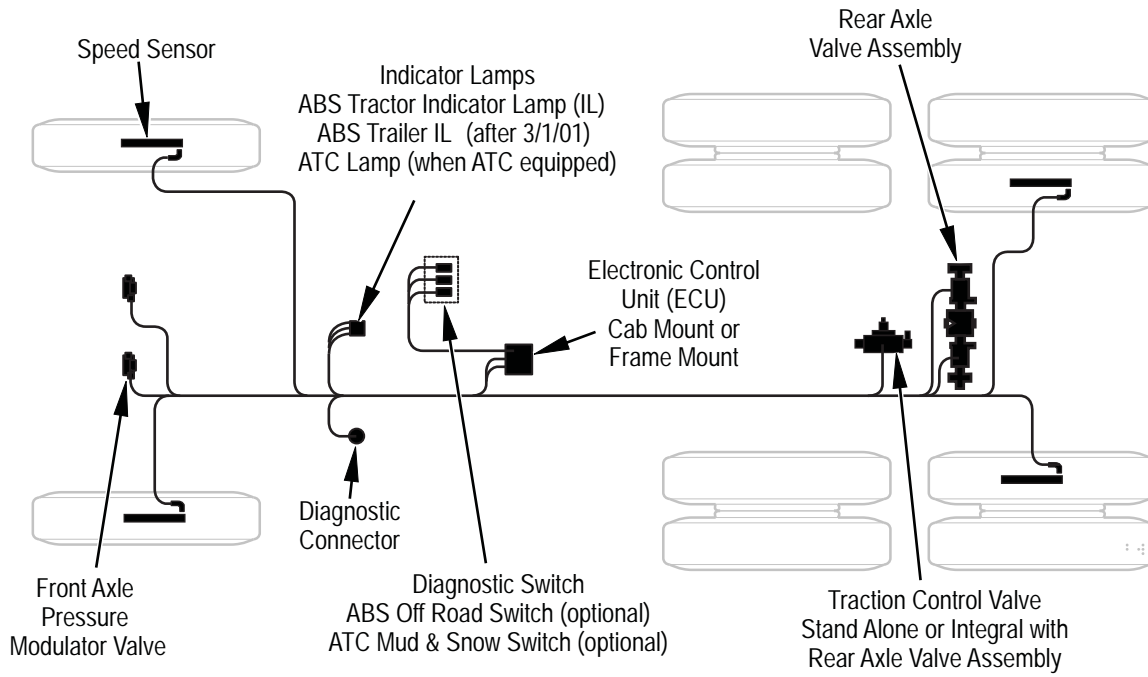 Speed Sensor
Indicator Lamps
ABS Tractor Indicator Lamp (IL)
ABS Trailer IL (after 3/1/01)
ATC Lamp (when ATC equipped)
Rear Axle
Valve Assembly
Electronic Control
Unit (ECU)
Cab Mount or
Frame Mount
Diagnostic
Connector
Front Axle
Pressure
Modulator Valve
Diagnostic Switch
ABS Off Road Switch (optional)
ATC Mud & Snow Switch (optional)
Traction Control Valve
Stand Alone or Integral with
Rear Axle Valve Assembly